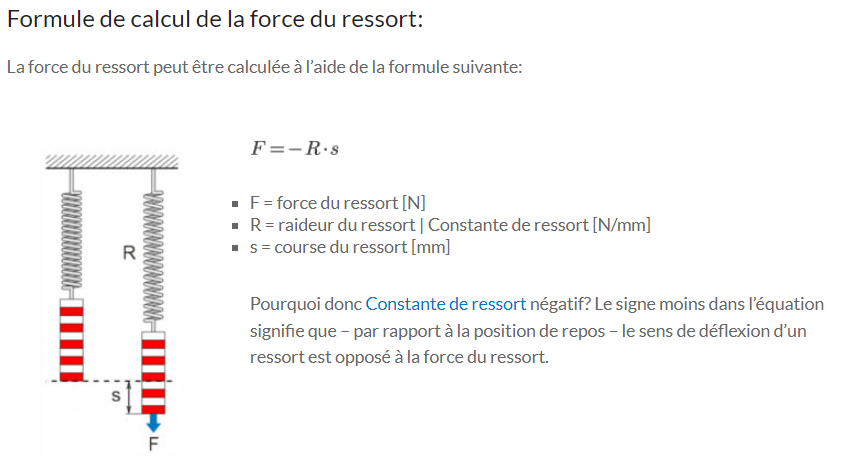 Formule de calcul de la force du ressort:
La force du ressort peut être calculée à l'aide de la formule suivante:
F = – R · s
▪ F = force du ressort [N]
▪ R = raideur du ressort | Constante de ressort [N/mm]
▪ s = course du ressort [mm]
R
Pourquoi donc Constante de ressort négatif? Le signe moins dans l'équation
signifie que – par rapport à la position de repos – le sens de déflexion d'un
ressort est opposé à la force du ressort.
s
F